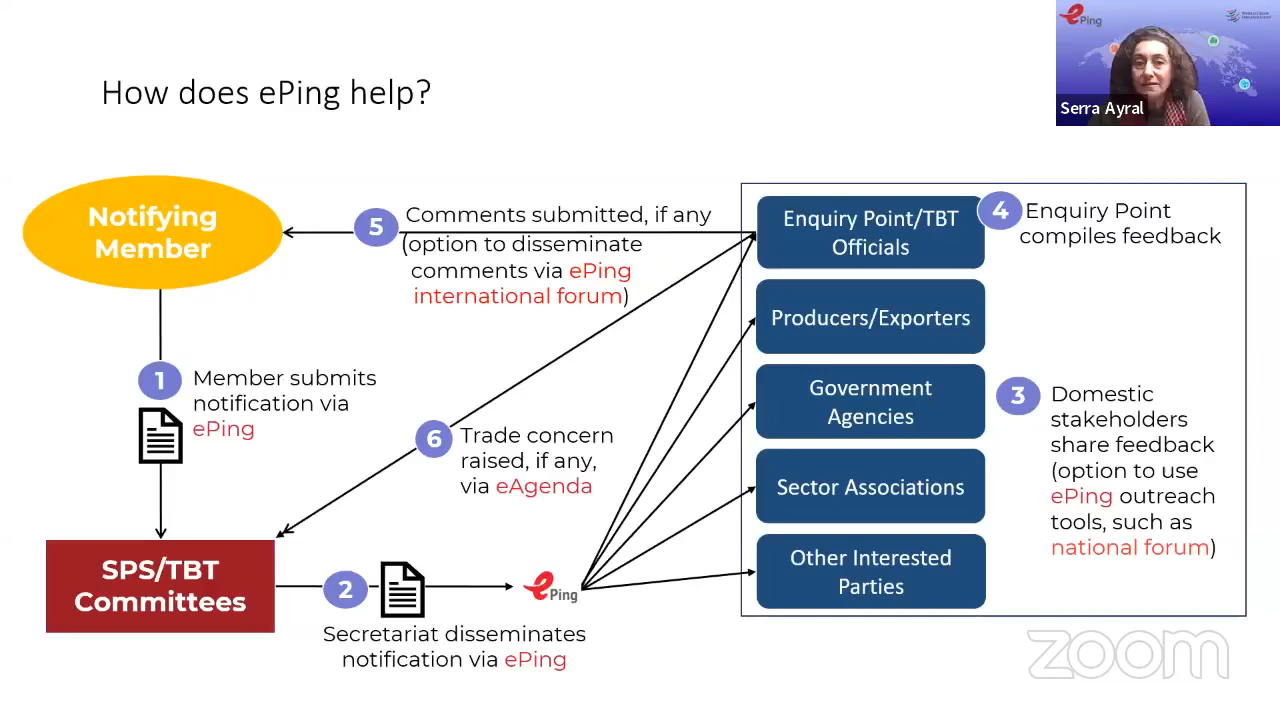 How does ePing help?
ePing
Serra Ayral
Notifying
Member
5
Comments submitted, if any
(option to disseminate
comments via ePing
international forum)
Enquiry Point/TBT
Officials
4
Enquiry Point
compiles feedback
Producers/Exporters
1
Member submits
notification via
ePing
Government
Agencies
3
Domestic
stakeholders
share feedback
(option to use
ePing outreach
tools, such as
national forum)
6
Trade concern
raised, if any,
via eAgenda
Sector Associations
SPS/TBT
Committees
2
ePing
Other Interested
Parties
Secretariat disseminates
notification via ePing
zoom